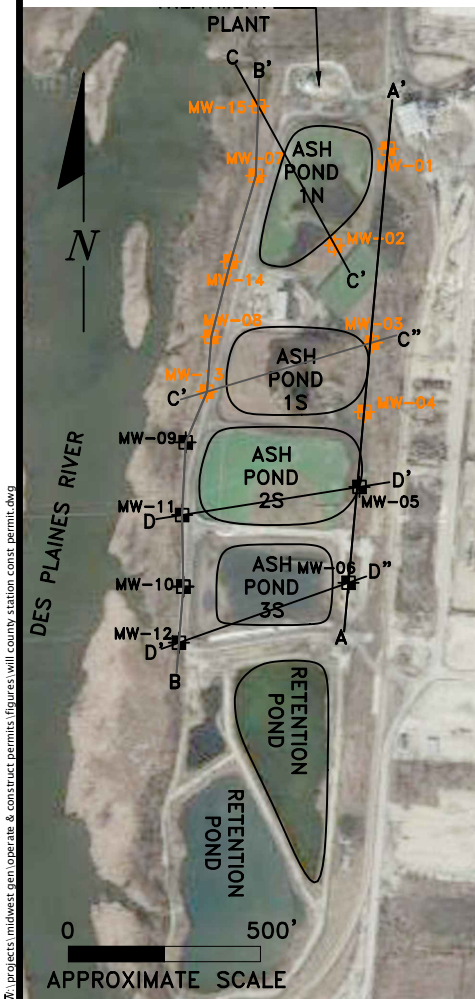 TREATMENT
PLANT
C
B'
A'
MW-15
MW-07
ASH
POND
1N
MW-01
MW-02
N
C'
MW-14
MW-08
MW-03
C"
ASH
POND
1S
MW-13
C'
MW-04
MW-09
ASH
POND
2S
D'
MW-05
MW-11
D
DES PLAINES RIVER
ASH
POND
3S
MW-06
D"
MW-10
MW-12
D'
A
B
RETENTION
POND
RETENTION
POND
0 500'
APPROXIMATE SCALE
N:\projects\midwest gen\operate & construct permits\figures\will county station const permit.dwg